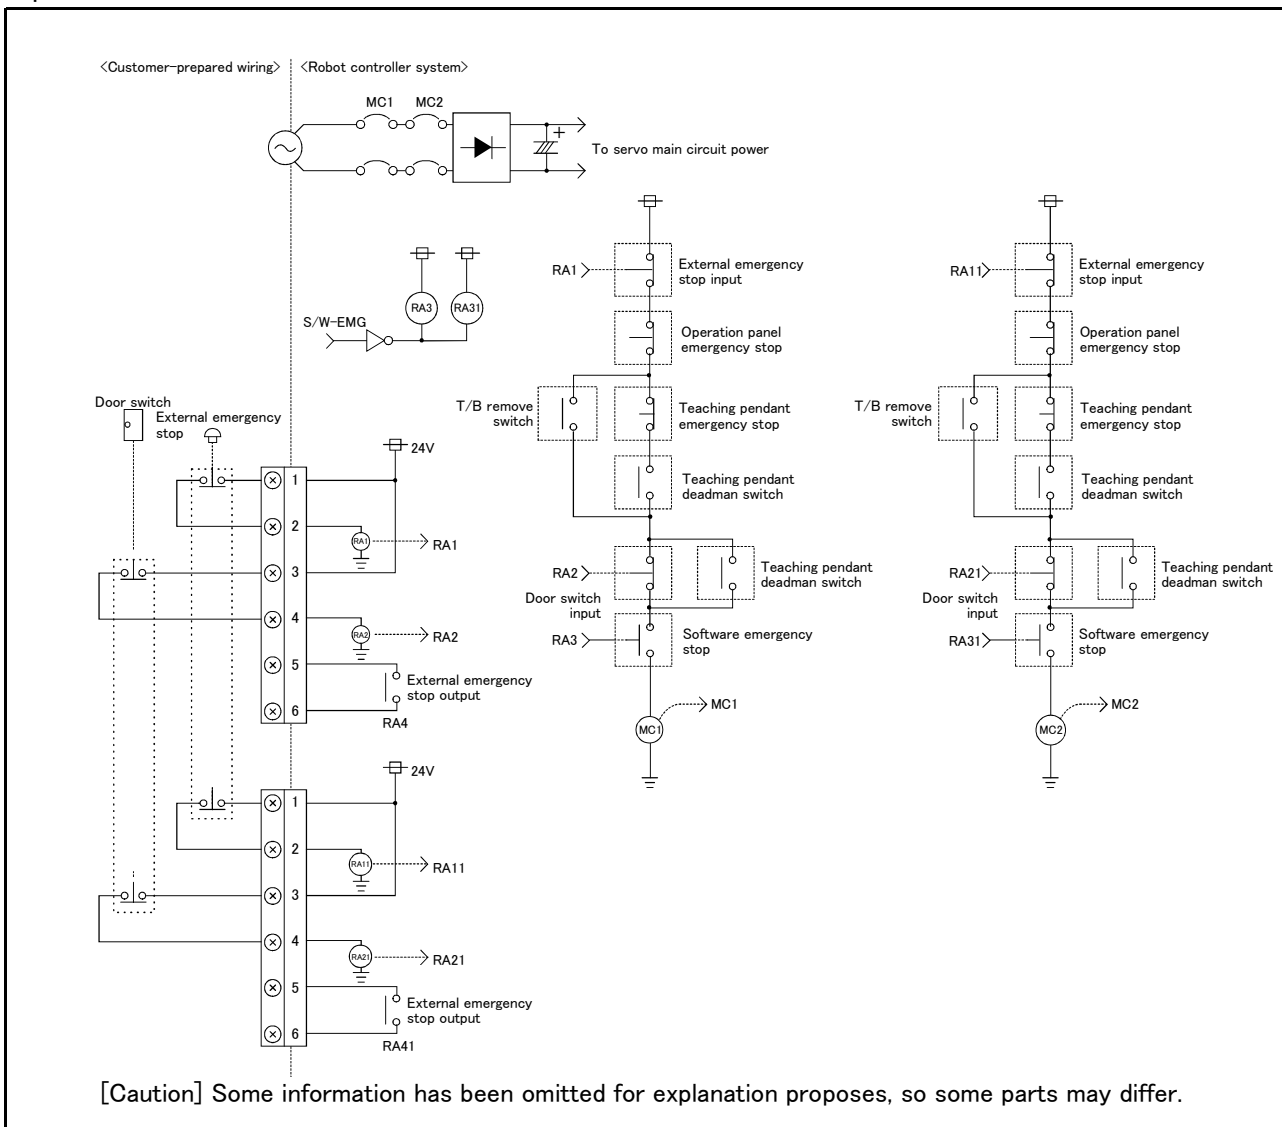 <Customer-prepared wiring>
<Robot controller system>
MC1
MC2
To servo main circuit power
RA3
RA31
S/W-EMG
Door switch
External emergency
stop
24V
1
2
RA1
RA1
3
4
RA2
RA2
5
External emergency
stop output
6
RA4
24V
1
2
RA11
RA11
3
4
RA21
RA21
5
External emergency
stop output
6
RA41
RA1
External emergency
stop input
Operation panel
emergency stop
T/B remove
switch
Teaching pendant
emergency stop
Teaching pendant
deadman switch
RA2
Door switch
input
Teaching pendant
deadman switch
RA3
Software emergency
stop
MC1
MC1
RA11
External emergency
stop input
Operation panel
emergency stop
T/B remove
switch
Teaching pendant
emergency stop
Teaching pendant
deadman switch
RA21
Door switch
input
Teaching pendant
deadman switch
RA31
Software emergency
stop
MC2
MC2
[Caution] Some information has been omitted for explanation proposes, so some parts may differ.